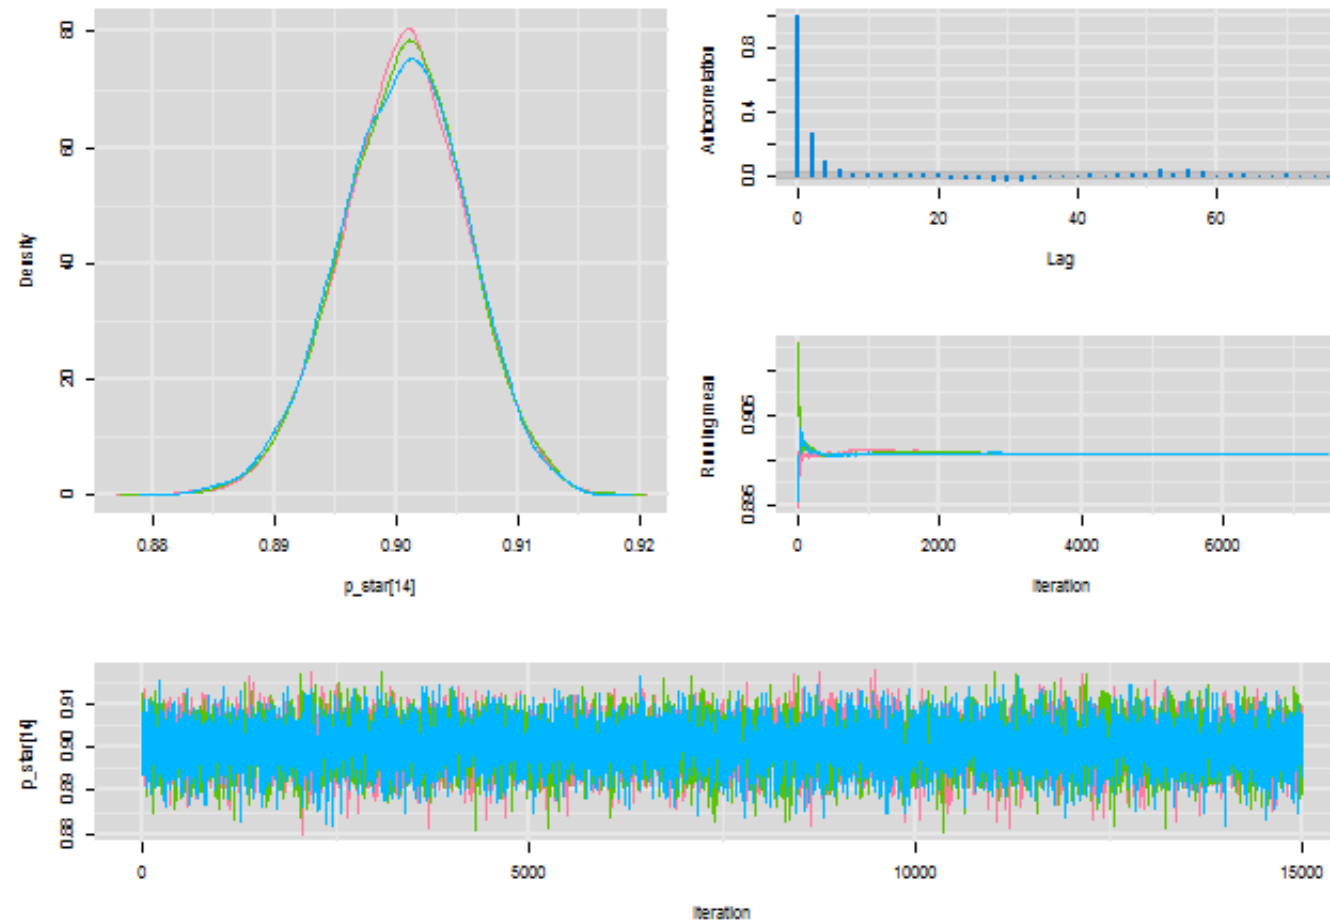 Density
80
60
40
20
0
0.88 0.89 0.90 0.91 0.92
p_star[14]
Autocorrelation
0.8
0.4
0.0
0 20 40 60
Lag
Running mean
0.905
0.895
0 2000 4000 6000
Iteration
p_star[14]
0.91
0.90
0.89
0.88
0 5000 10000 15000
Iteration